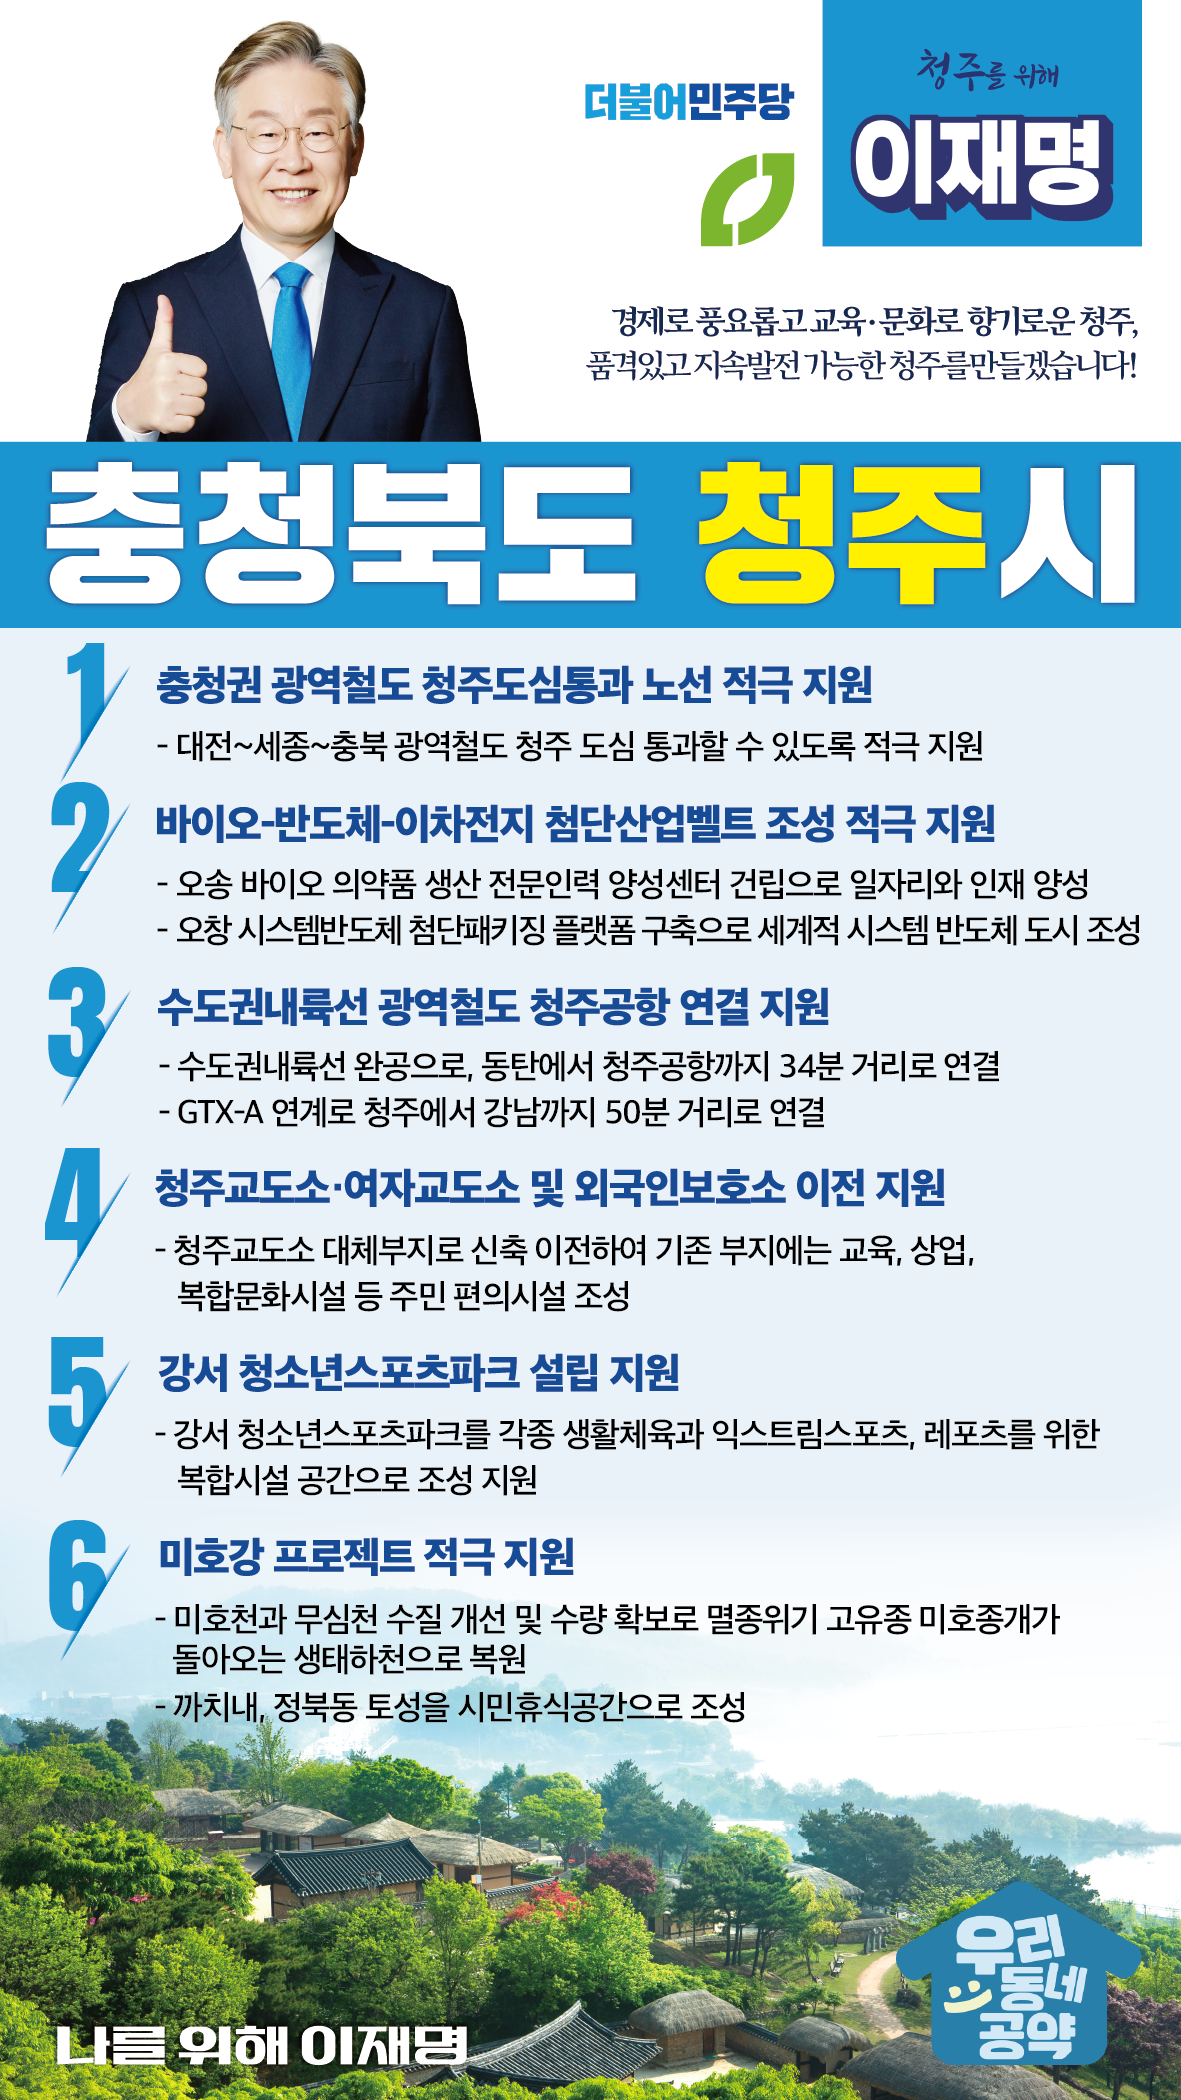 더불어민주당
청주를 위해
이재명
경제로 풍요롭고 교육·문화로 향기로운 청주,
품격있고 지속발전 가능한 청주를만들겠습니다!
충청북도 청주시
1
충청권 광역철도 청주도심통과 노선 적극 지원
- 대전~세종~충북 광역철도 청주 도심 통과할 수 있도록 적극 지원
2
바이오-반도체-이차전지 첨단산업벨트 조성 적극 지원
- 오송 바이오 의약품 생산 전문인력 양성센터 건립으로 일자리와 인재 양성
- 오창 시스템반도체 첨단패키징 플랫폼 구축으로 세계적 시스템 반도체 도시 조성
3
수도권내륙선 광역철도 청주공항 연결 지원
- 수도권내륙선 완공으로, 동탄에서 청주공항까지 34분 거리로 연결
- GTX-A 연계로 청주에서 강남까지 50분 거리로 연결
4
청주교도소·여자교도소 및 외국인보호소 이전 지원
- 청주교도소 대체부지로 신축 이전하여 기존 부지에는 교육, 상업,
복합문화시설 등 주민 편의시설 조성
5
강서 청소년스포츠파크 설립 지원
- 강서 청소년스포츠파크를 각종 생활체육과 익스트림스포츠, 레포츠를 위한
복합시설 공간으로 조성 지원
6
미호강 프로젝트 적극 지원
- 미호천과 무심천 수질 개선 및 수량 확보로 멸종위기 고유종 미호종개가
돌아오는 생태하천으로 복원
- 까치내, 정북동 토성을 시민휴식공간으로 조성
우리
동네
공약
나를 위해 이재명